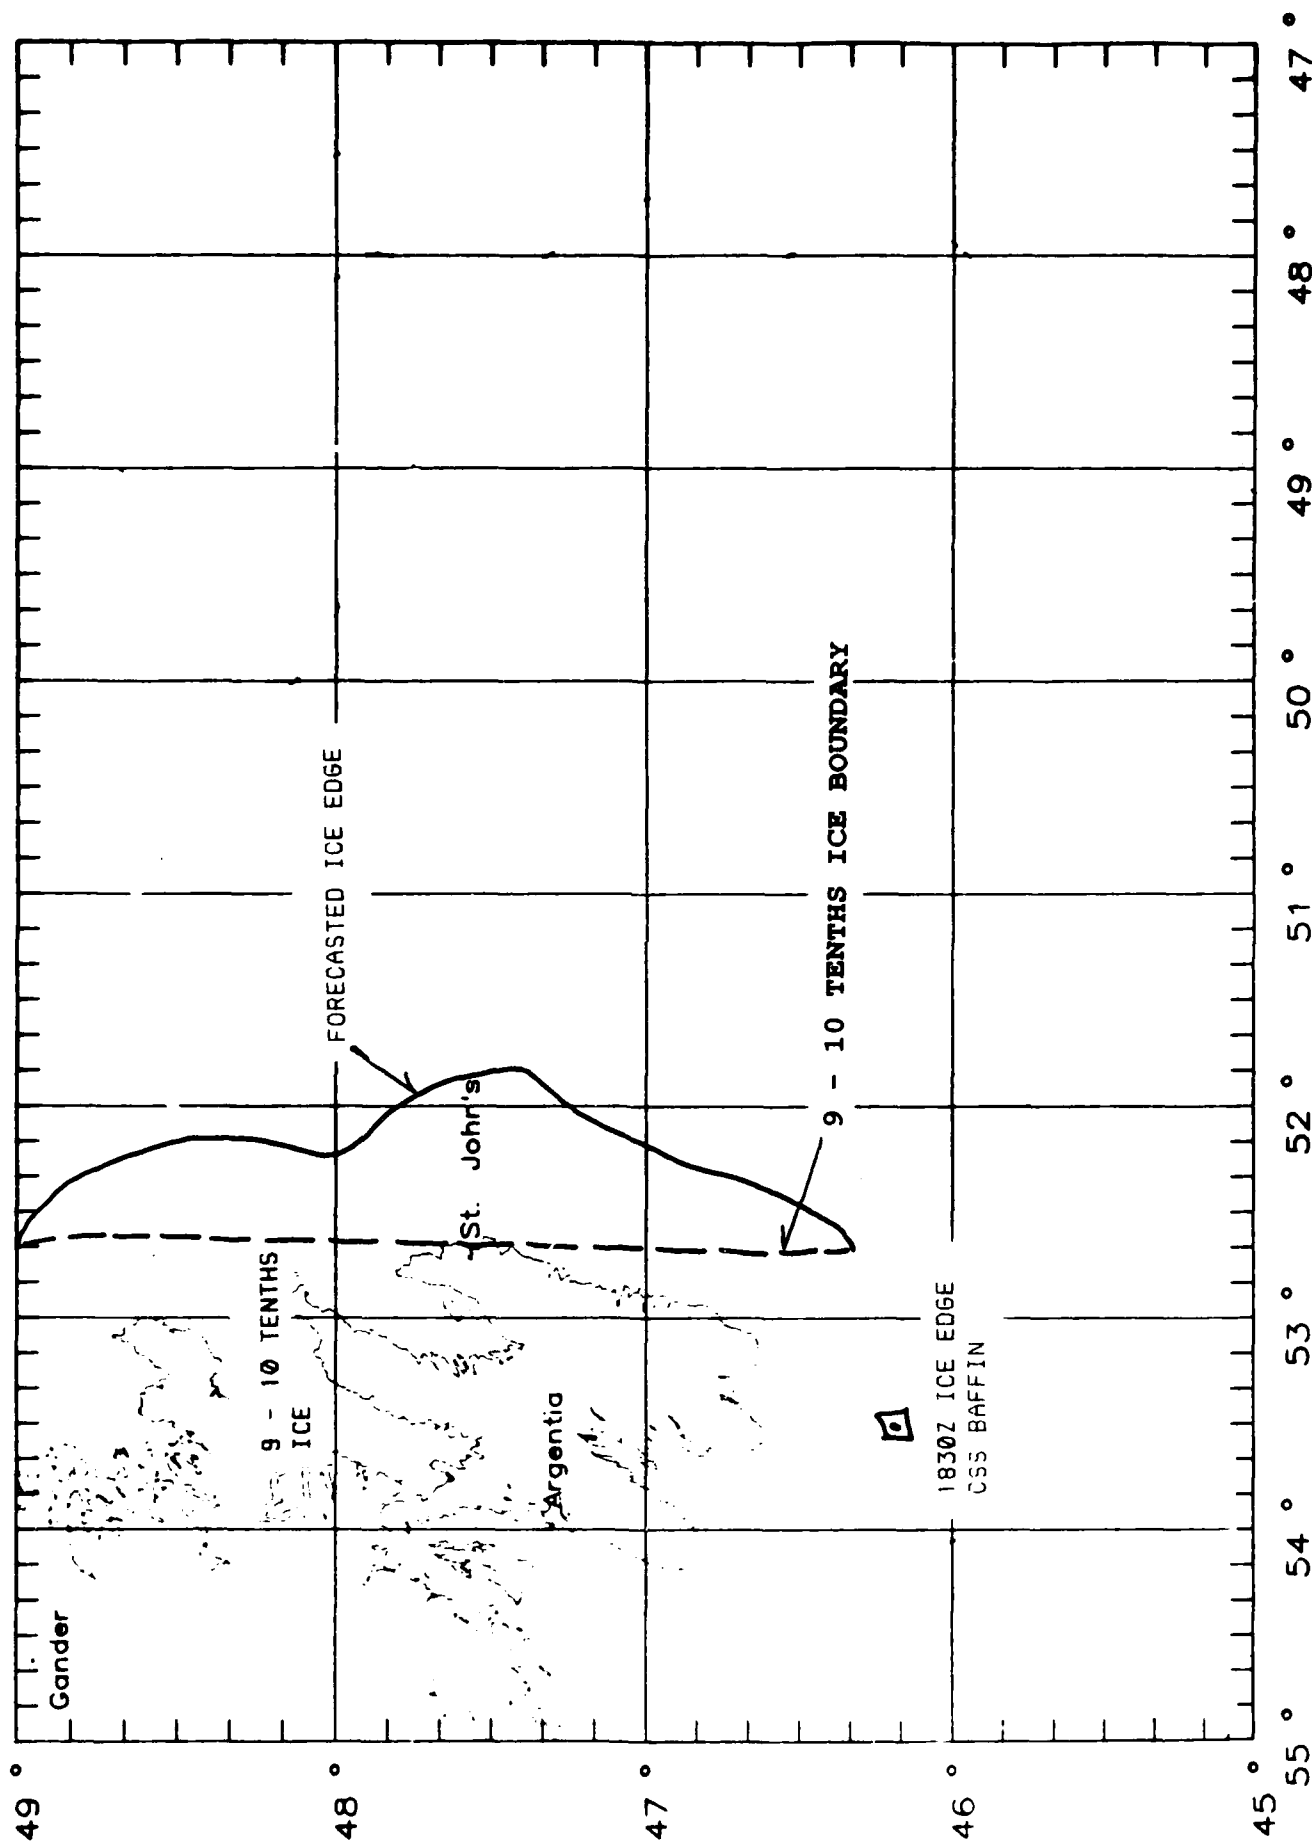 49°
48°
47°
46°
45°
Gander
9 - 10 TENTHS
ICE
FORECASTED ICE EDGE
St. John's
Argentia
9 - 10 TENTHS ICE BOUNDARY
1830Z ICE EDGE
CSS BAFFIN
55° 54° 53° 52° 51° 50° 49° 48° 47°